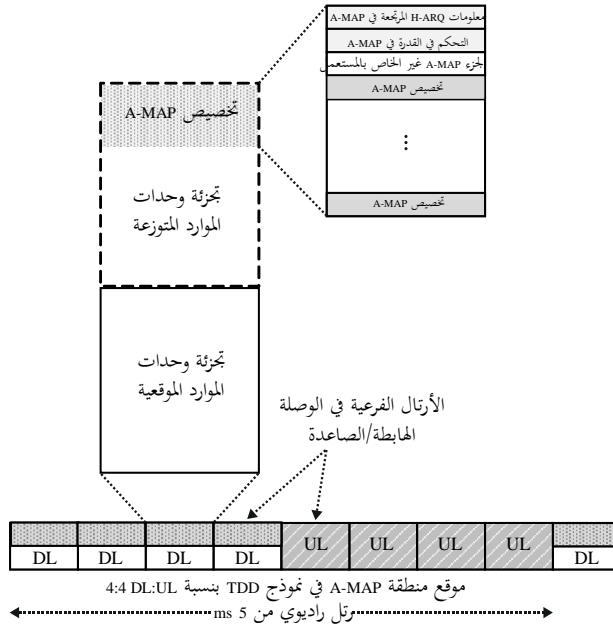 معلومات H-ARQ المرتجعة في A-MAP
التحكم في القدرة في A-MAP
لجزء A-MAP غير الخاص بالمستعمل
تخصيص A-MAP
⋮
تخصيص A-MAP
تخصيص A-MAP
تجزئة وحدات
الموارد المتوزعة
تجزئة وحدات
الموارد الموقعية
الأرتال الفرعية في الوصلة
الهابطة/الصاعدة
DL DL DL DL UL UL UL UL DL
موقع منطقة A-MAP في نموذج TDD بنسبة 4:4 DL:UL
رتل راديوي من 5 ms